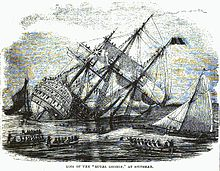 LOSS OF THE "ROYAL GEORGE," AT SPITHEAD.